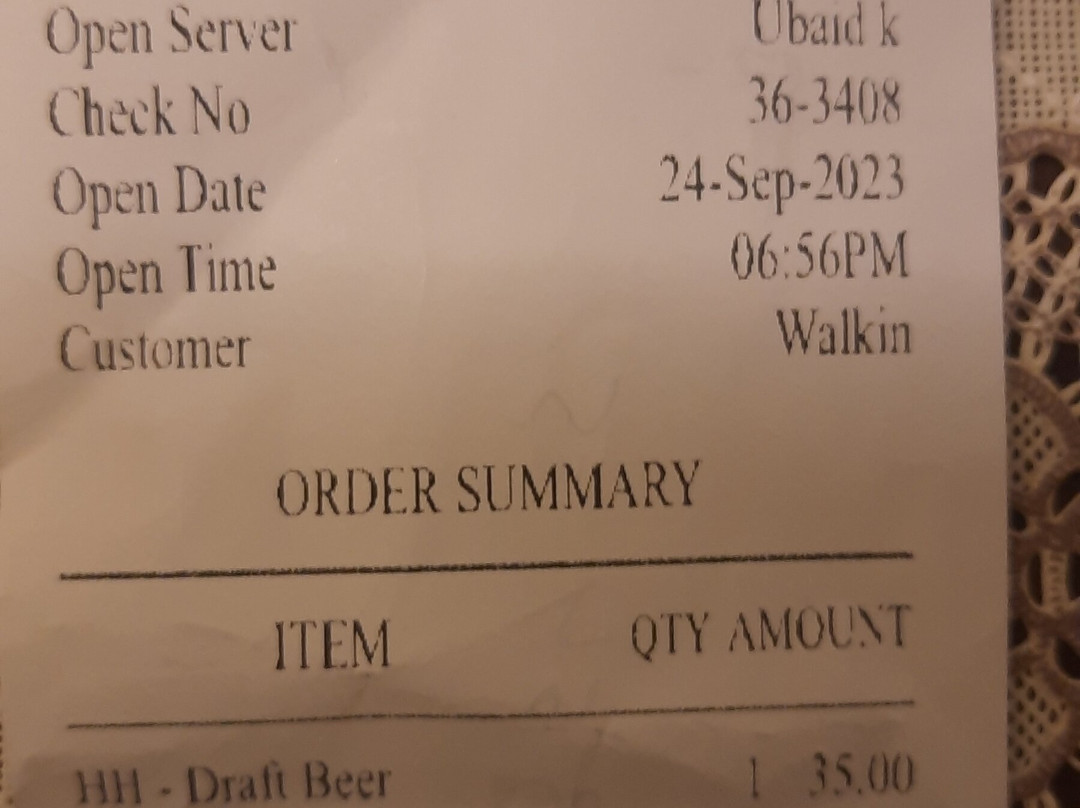 Open Server Ubaid k
Check No 36-3408
Open Date 24-Sep-2023
Open Time 06:56PM
Customer Walkin
ORDER SUMMARY
ITEM QTY AMOUNT
HH - Draft Beer 1 35.00